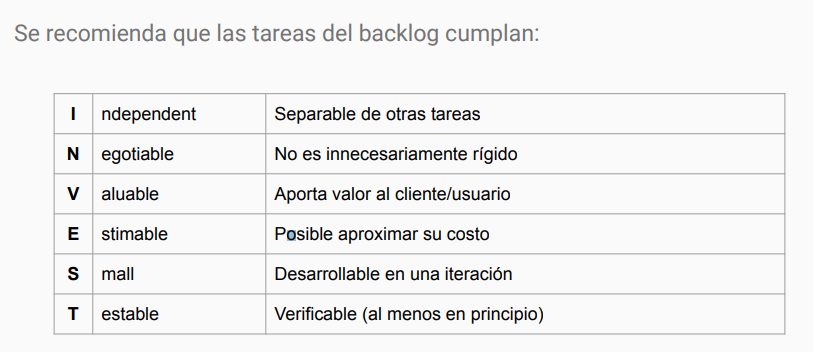 Se recomienda que las tareas del backlog cumplan:
I ndependent Separable de otras tareas
N egotiable No es innecesariamente rígido
V aluable Aporta valor al cliente/usuario
E stimable Posible aproximar su costo
S mall Desarrollable en una iteración
T estable Verificable (al menos en principio)